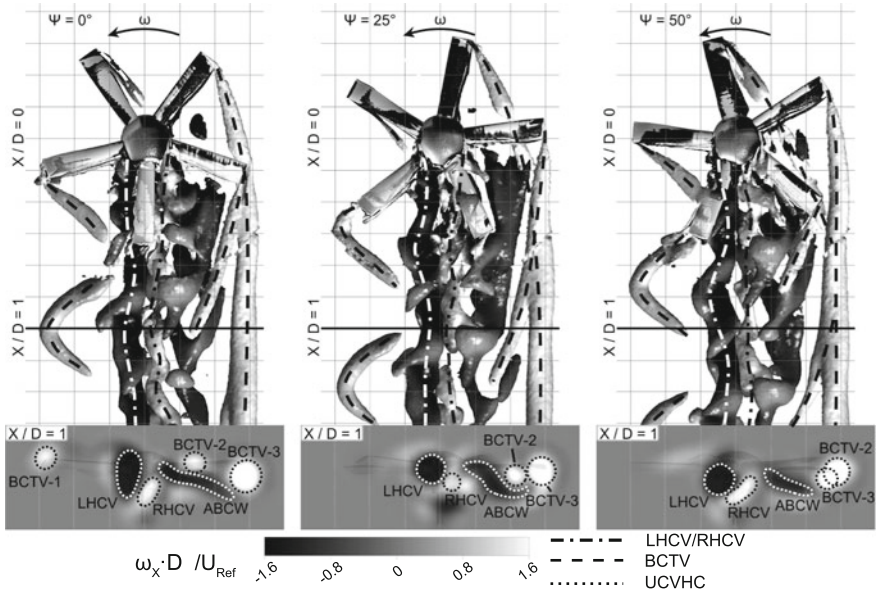 Ψ = 0°
ω
Ψ = 25°
ω
Ψ = 50°
ω
X / D = 0
X / D = 0
X / D = 0
X / D = 1
X / D = 1
X / D = 1
X / D = 1
BCTV-1
LHCV
RHCV
BCTV-2
BCTV-3
ABCW
X / D = 1
LHCV
RHCV
BCTV-2
ABCW
BCTV-3
X / D = 1
LHCV
RHCV
ABCW
BCTV-2
BCTV-3
ωX·D /URef
-1.6
-0.8
0
0.8
1.6
LHCV/RHCV
BCTV
UCVHC